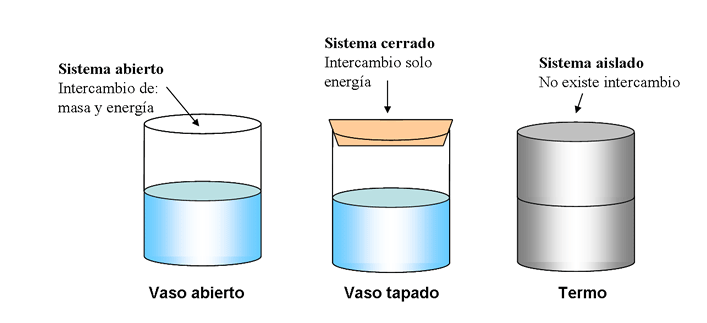 Sistema abierto
Intercambio de:
masa y energía
Sistema cerrado
Intercambio solo
energía
Sistema aislado
No existe intercambio
Vaso abierto
Vaso tapado
Termo